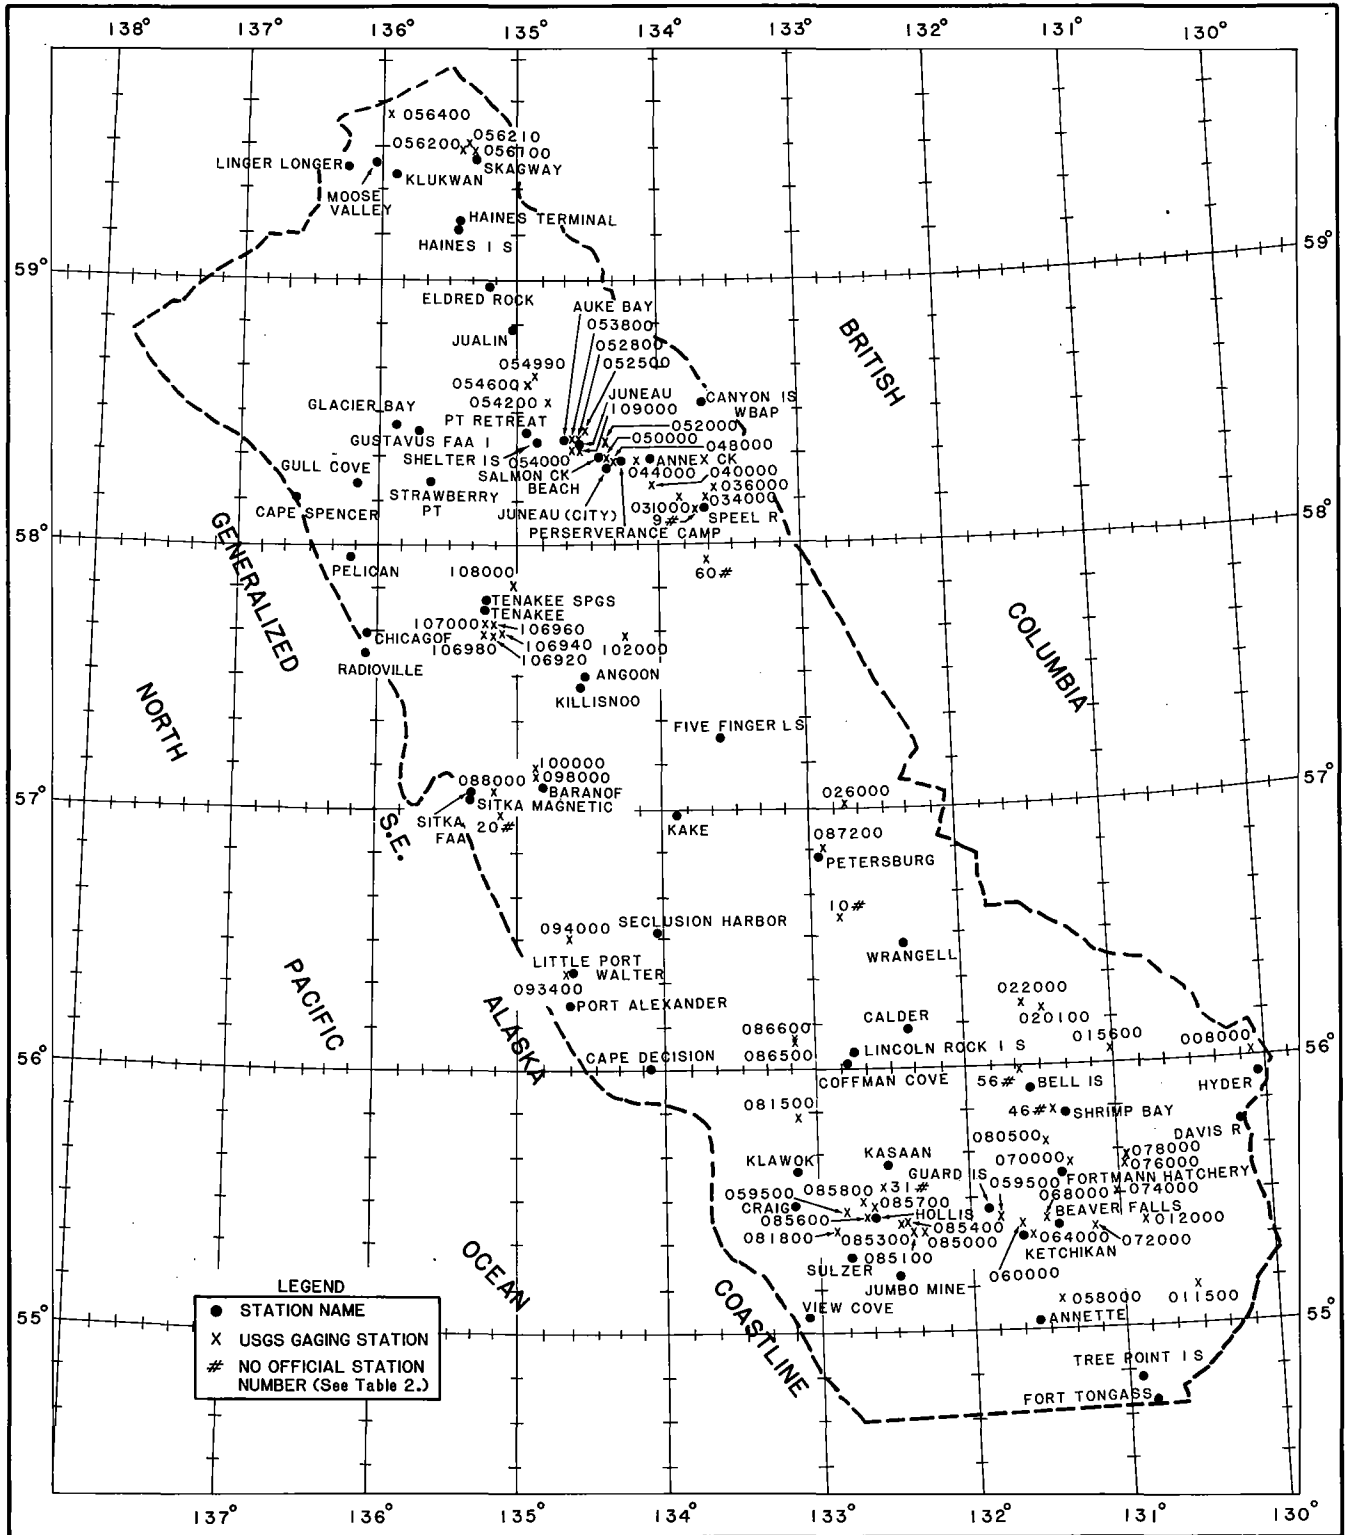 138° 137° 136° 135° 134° 133° 132° 131° 130°
056400
056210
056200
056100
LINGER LONGER
SKAGWAY
KLUKWAN
MOOSE
VALLEY
HAINES TERMINAL
HAINES I S
59°
59°
ELDRED ROCK
AUKE BAY
053800
JUALIN
052800
052500
BRITISH
054990
054600
JUNEAU
CANYON IS
WBAP
054200
109000
GLACIER BAY
PT RETREAT
052000
GUSTAVUS FAA I
050000
048000
SHELTER IS
054000
ANNEX CK
GULL COVE
SALMON CK
044000
040000
BEACH
036000
STRAWBERRY
PT
034000
031000
CAPE SPENCER
JUNEAU (CITY)
9#
SPEEL R
PERSERVERANCE CAMP
58°
58°
GENERALIZED
PELICAN
108000
60#
TENAKEE SPGS
TENAKEE
COLUMBIA
107000
106960
CHICAGOF
106940
106980
102000
106920
RADIOVILLE
ANGOON
KILLISNOO
NORTH
FIVE FINGER LS
100000
098000
088000
BARANOF
57°
57°
026000
SITKA MAGNETIC
SITKA
FAA
20#
KAKE
S.E.
087200
PETERSBURG
10#
094000
SECLUSION HARBOR
WRANGELL
LITTLE PORT
WALTER
PACIFIC
093400
PORT ALEXANDER
022000
020100
ALASKA
CALDER
086600
015600
008000
086500
LINCOLN ROCK I S
CAPE DECISION
56°
56°
COFFMAN COVE
56#
BELL IS
HYDER
081500
46#
SHRIMP BAY
DAVIS R
080500
078000
KASAAN
070000
076000
KLAWOK
GUARD IS
FORTMANN HATCHERY
059500
31#
059500
068000
074000
085800
085700
CRAIG
BEAVER FALLS
HOLLIS
012000
085600
085400
081800
085300
085000
064000
072000
085100
KETCHIKAN
OCEAN
SULZER
060000
JUMBO MINE
COASTLINE
058000
011500
VIEW COVE
ANNETTE
55°
55°
LEGEND
STATION NAME
X USGS GAGING STATION
# NO OFFICIAL STATION
NUMBER (See Table 2.)
TREE POINT I S
FORT TONGASS
137° 136° 135° 134° 133° 132° 131° 130°